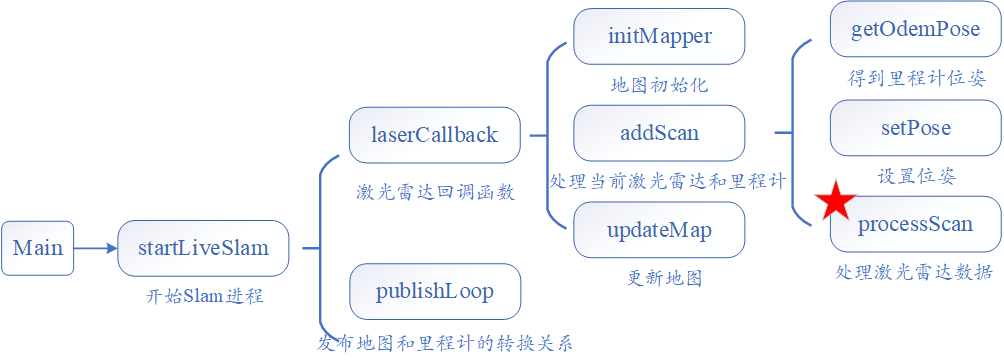 Main
startLiveSlam
开始Slam进程
laserCallback
激光雷达回调函数
publishLoop
发布地图和里程计的转换关系
initMapper
地图初始化
addScan
处理当前激光雷达和里程计
updateMap
更新地图
getOdemPose
得到里程计位姿
setPose
设置位姿
processScan
处理激光雷达数据